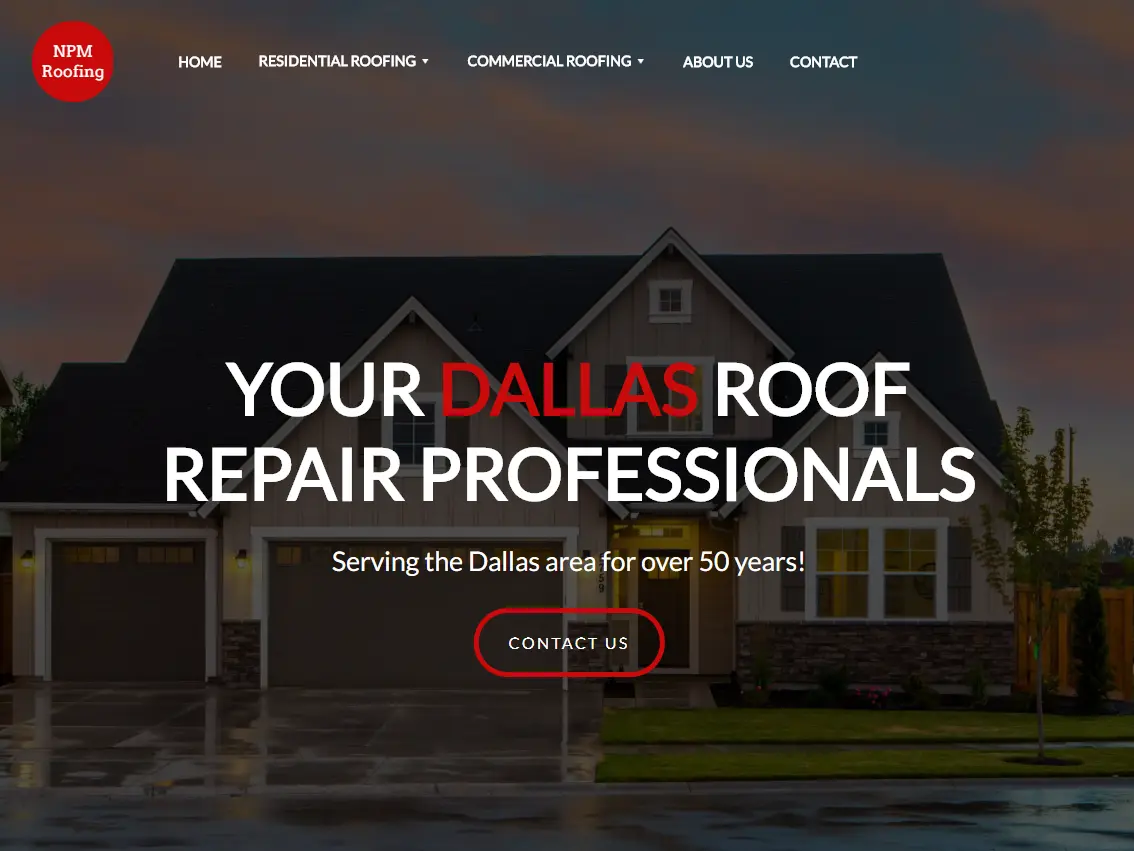 NPM
Roofing
HOME
RESIDENTIAL ROOFING
COMMERCIAL ROOFING
ABOUT US
CONTACT
YOUR DALLAS ROOF
REPAIR PROFESSIONALS
Serving the Dallas area for over 50 years!
CONTACT US